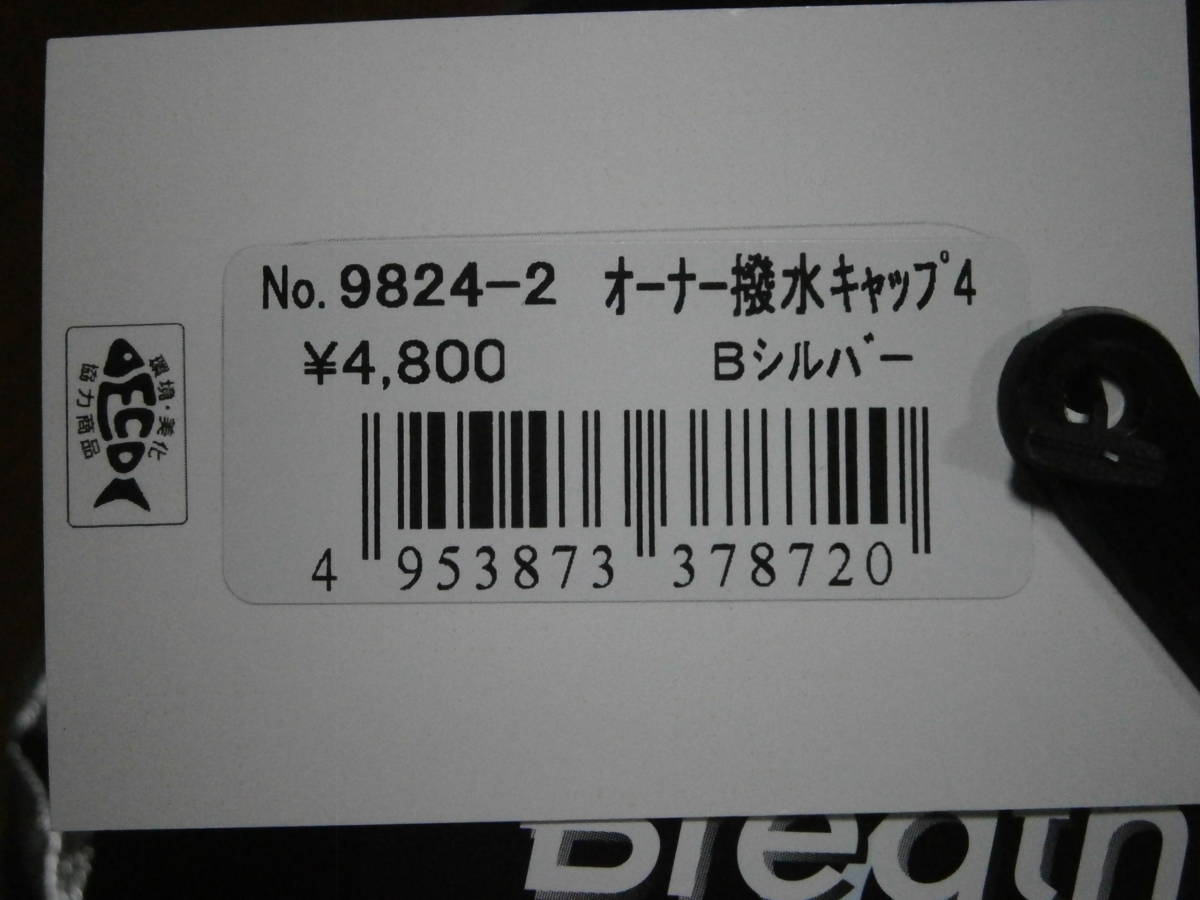 No. 9824-2 オーナー撥水キャップ4
¥4,800 Bシルバー
4 953873 378720
環境・美化
ECO
協力商品
Breath